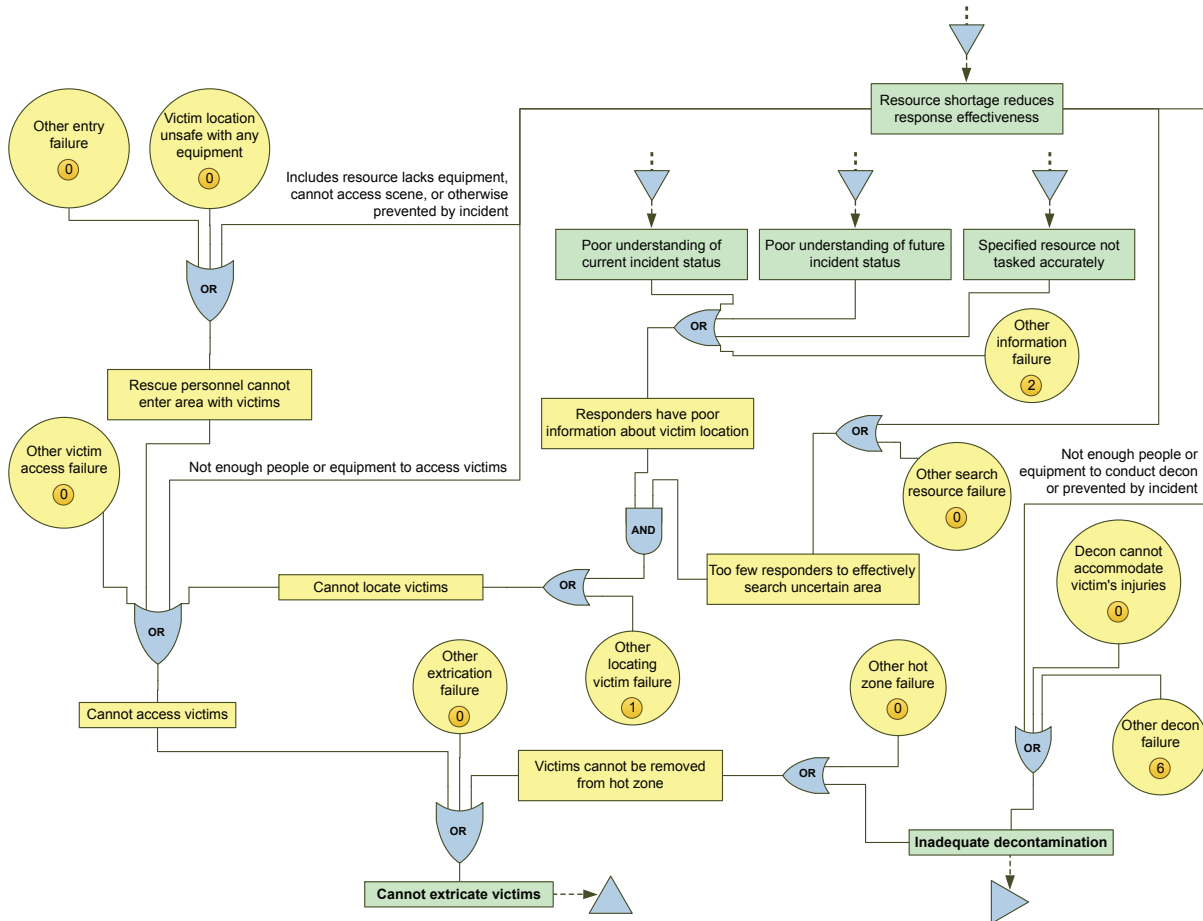 Resource shortage reduces
response effectiveness
Other entry
failure
0
Victim location
unsafe with any
equipment
0
Includes resource lacks equipment,
cannot access scene, or otherwise
prevented by incident
OR
Poor understanding of
current incident status
Poor understanding of future
incident status
Specified resource not
tasked accurately
OR
Other
information
failure
2
Rescue personnel cannot
enter area with victims
Responders have poor
information about victim location
OR
Other victim
access failure
0
Not enough people or equipment to access victims
Other search
resource failure
0
Not enough people or
equipment to conduct decon
or prevented by incident
AND
Cannot locate victims
OR
Too few responders to effectively
search uncertain area
Decon cannot
accommodate
victim's injuries
0
OR
Other
extrication
failure
0
Other
locating
victim failure
1
Other hot
zone failure
0
Cannot access victims
OR
Other decon
failure
6
Victims cannot be removed
from hot zone
OR
OR
Inadequate decontamination
Cannot extricate victims